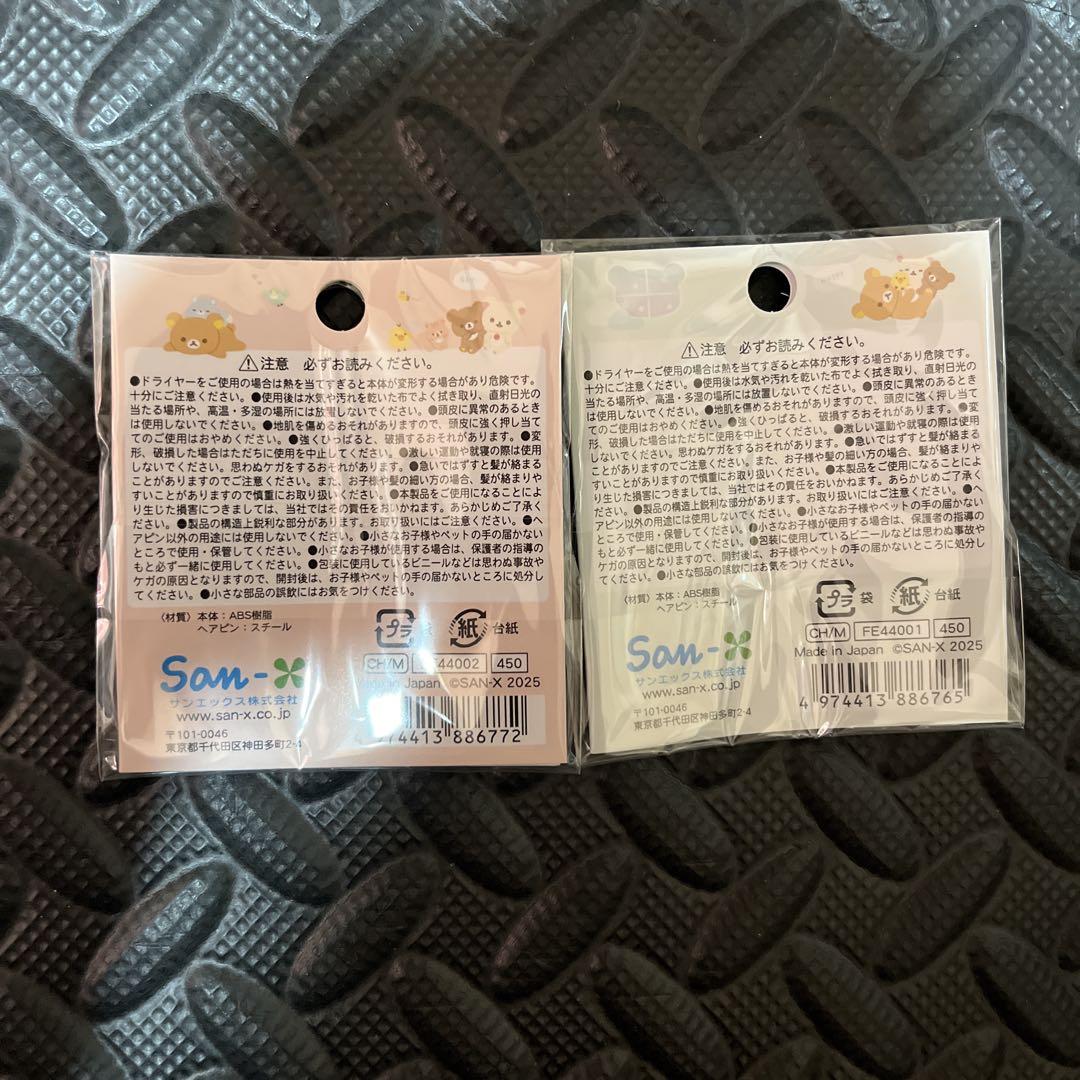 ⚠注意 必ずお読みください。
●ドライヤーをご使用の場合は熱を当てすぎると本体が変形する場合があり危険です。
十分にご注意ください。●使用後は水気や汚れを乾いた布でよく拭き取り、直射日光の
当たる場所や、高温・多湿の場所には放置しないでください。●頭皮に異常のあるとき
は使用しないでください。●地肌を傷めるおそれがありますので、頭皮に強く押し当て
てのご使用はおやめください。●強くひっぱると、破損するおそれがあります。●変
形、破損した場合はただちに使用を中止してください。●激しい運動や就寝の際は使用
しないでください。思わぬケガをするおそれがあります。●急いではずすと髪が絡まる
ことがありますのでご注意ください。また、お子様や髪の細い方の場合、髪が絡まりや
すいことがありますので慎重にお取り扱いください。●本製品をご使用になることによ
り生じた損害につきましては、当社ではその責任をおいかねます。あらかじめご了承く
ださい。●製品の構造上鋭利な部分があります。お取り扱いにはご注意ください。●ヘ
アピン以外の用途には使用しないでください。●小さなお子様やペットの手の届かない
ところで使用・保管してください。●小さなお子様が使用する場合は、保護者の指導の
もと必ず一緒に使用してください。●包装に使用しているビニールなどは思わぬ事故や
ケガの原因となりますので、開封後は、お子様やペットの手の届かないところに処分し
てください。●小さな部品の誤飲にはお気をつけください。
〈材質〉本体：ABS樹脂
ヘアピン：スチール
プラ 袋 紙 台紙
CH/M FE44002 450
Made in Japan ©SAN-X 2025
San-X
サンエックス株式会社
www.san-x.co.jp
〒101-0046
東京都千代田区神田多町2-4
4 974413 886772
⚠注意 必ずお読みください。
●ドライヤーをご使用の場合は熱を当てすぎると本体が変形する場合があり危険です。
十分にご注意ください。●使用後は水気や汚れを乾いた布でよく拭き取り、直射日光の
当たる場所や、高温・多湿の場所には放置しないでください。●頭皮に異常のあるとき
は使用しないでください。●地肌を傷めるおそれがありますので、頭皮に強く押し当て
てのご使用はおやめください。●強くひっぱると、破損するおそれがあります。●変
形、破損した場合はただちに使用を中止してください。●激しい運動や就寝の際は使用
しないでください。思わぬケガをするおそれがあります。●急いではずすと髪が絡まる
ことがありますのでご注意ください。また、お子様や髪の細い方の場合、髪が絡まりや
すいことがありますので慎重にお取り扱いください。●本製品をご使用になることによ
り生じた損害につきましては、当社ではその責任をおいかねます。あらかじめご了承く
ださい。●製品の構造上鋭利な部分があります。お取り扱いにはご注意ください。●ヘ
アピン以外の用途には使用しないでください。●小さなお子様やペットの手の届かない
ところで使用・保管してください。●小さなお子様が使用する場合は、保護者の指導の
もと必ず一緒に使用してください。●包装に使用しているビニールなどは思わぬ事故や
ケガの原因となりますので、開封後は、お子様やペットの手の届かないところに処分し
てください。●小さな部品の誤飲にはお気をつけください。
〈材質〉本体：ABS樹脂
ヘアピン：スチール
プラ 袋 紙 台紙
CH/M FE44001 450
Made in Japan ©SAN-X 2025
San-X
サンエックス株式会社
www.san-x.co.jp
〒101-0046
東京都千代田区神田多町2-4
4 974413 886765